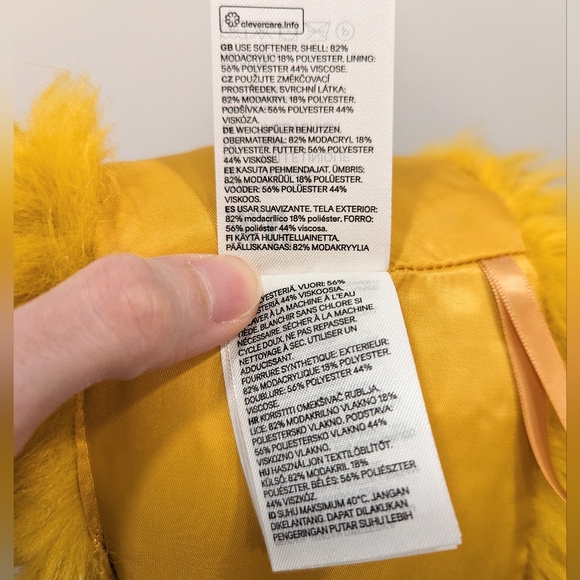 clevercare.info
GB USE SOFTENER. SHELL: 82%
MODACRYLIC 18% POLYESTER. LINING:
56% POLYESTER 44% VISCOSE.
CZ POUŽIJTE ZMĚKČOVACÍ
PROSTŘEDEK. SVRCHNÍ LÁTKA:
82% MODAKRYL 18% POLYESTER.
PODŠÍVKA: 56% POLYESTER 44%
VISKÓZA.
DE WEICHSPÜLER BENUTZEN.
OBERMATERIAL: 82% MODACRYL 18%
POLYESTER. FUTTER: 56% POLYESTER
44% VISKOSE.
EE KASUTA PEHMENDAJAT. ÜMBRIS:
82% MODAKRÜÜL 18% POLÜESTER.
VOODER: 56% POLÜESTER 44%
VISKOOS.
ES USAR SUAVIZANTE. TELA EXTERIOR:
82% modacrílico 18% poliéster. FORRO:
56% poliéster 44% viscosa.
FI KÄYTÄ HUUHTELUAINETTA.
PÄÄLLISKANGAS: 82% MODAKRYYLIA
VUORI: 56%
44% VISKOOSIA.
LAVER À LA MACHINE À L'EAU
TIÈDE. BLANCHIR SANS CHLORE SI
NÉCESSAIRE. SÉCHER À LA MACHINE
CYCLE DOUX. NE PAS REPASSER.
NETTOYAGE À SEC. UTILISER UN
ADOUCISSANT.
FOURRURE SYNTHETIQUE: EXTERIEUR:
82% MODACRYLIQUE 18% POLYESTER.
DOUBLURE: 56% POLYESTER 44%
VISCOSE.
HR KORISTITI OMEKŠIVAČ RUBLJA.
LICE: 82% MODAKRILNO VLAKNO 18%
POLIESTERSKO VLAKNO. PODSTAVA:
56% POLIESTERSKO VLAKNO 44%
VISKOZNO VLAKNO.
HU HASZNÁLJON TEXTILÖBLÍTŐT.
KÜLSŐ: 82% MODAKRIL 18%
POLIÉSZTER. BÉLÉS: 56% POLIÉSZTER
44% VISZKÓZ.
ID SUHU MAKSIMUM 40°C. JANGAN
DIKELANTANG. DAPAT DILAKUKAN
PENGERINGAN PUTAR SUHU LEBIH